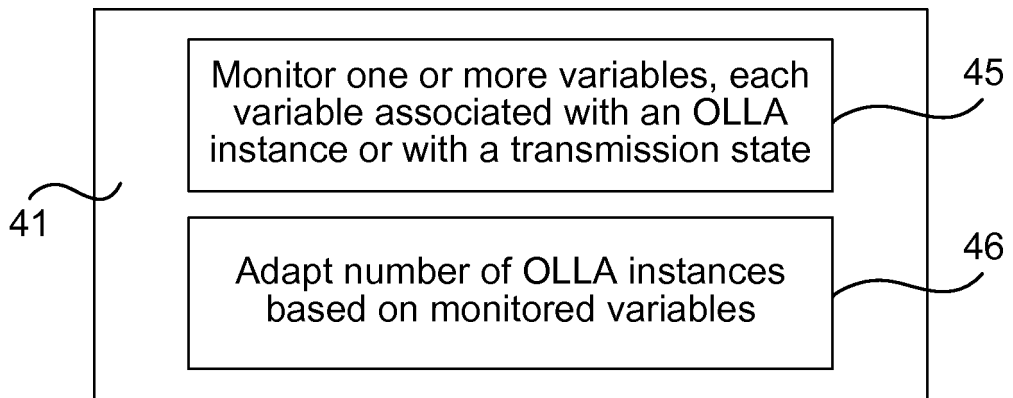 Monitor one or more variables, each
variable associated with an OLLA
instance or with a transmission state
45
41
Adapt number of OLLA instances
based on monitored variables
46